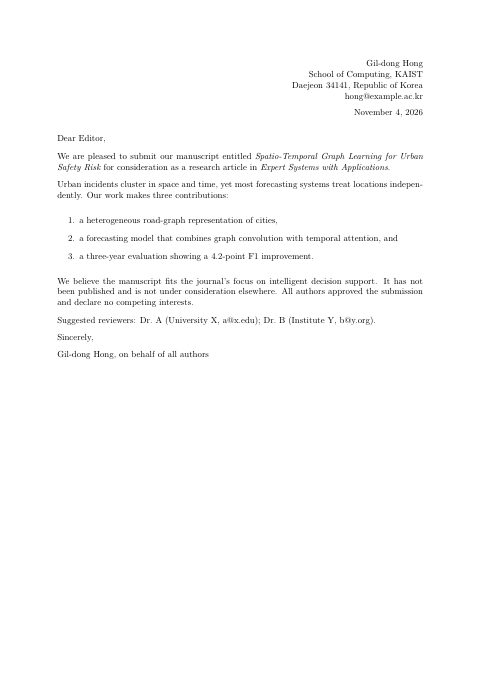 Gil-dong Hong
School of Computing, KAIST
Daejeon 34141, Republic of Korea
hong@example.ac.kr
November 4, 2026
Dear Editor,
We are pleased to submit our manuscript entitled Spatio-Temporal Graph Learning for Urban
Safety Risk for consideration as a research article in Expert Systems with Applications.
Urban incidents cluster in space and time, yet most forecasting systems treat locations indepen-
dently. Our work makes three contributions:
1. a heterogeneous road-graph representation of cities,
2. a forecasting model that combines graph convolution with temporal attention, and
3. a three-year evaluation showing a 4.2-point F1 improvement.
We believe the manuscript fits the journal's focus on intelligent decision support. It has not
been published and is not under consideration elsewhere. All authors approved the submission
and declare no competing interests.
Suggested reviewers: Dr. A (University X, a@x.edu); Dr. B (Institute Y, b@y.org).
Sincerely,
Gil-dong Hong, on behalf of all authors